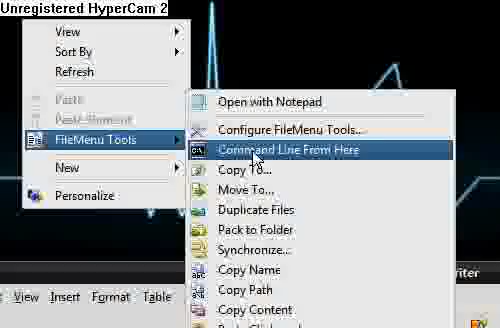 Unregistered HyperCam 2
View
Sort By
Refresh
Paste
Paste Element
FileMenu Tools
New
Personalize
Open with Notepad
Configure FileMenu Tools...
Command Line From Here
Copy To...
Move To...
Duplicate Files
Pack to Folder
Synchronize...
Copy Name
Copy Path
Copy Content
View Insert Format Table